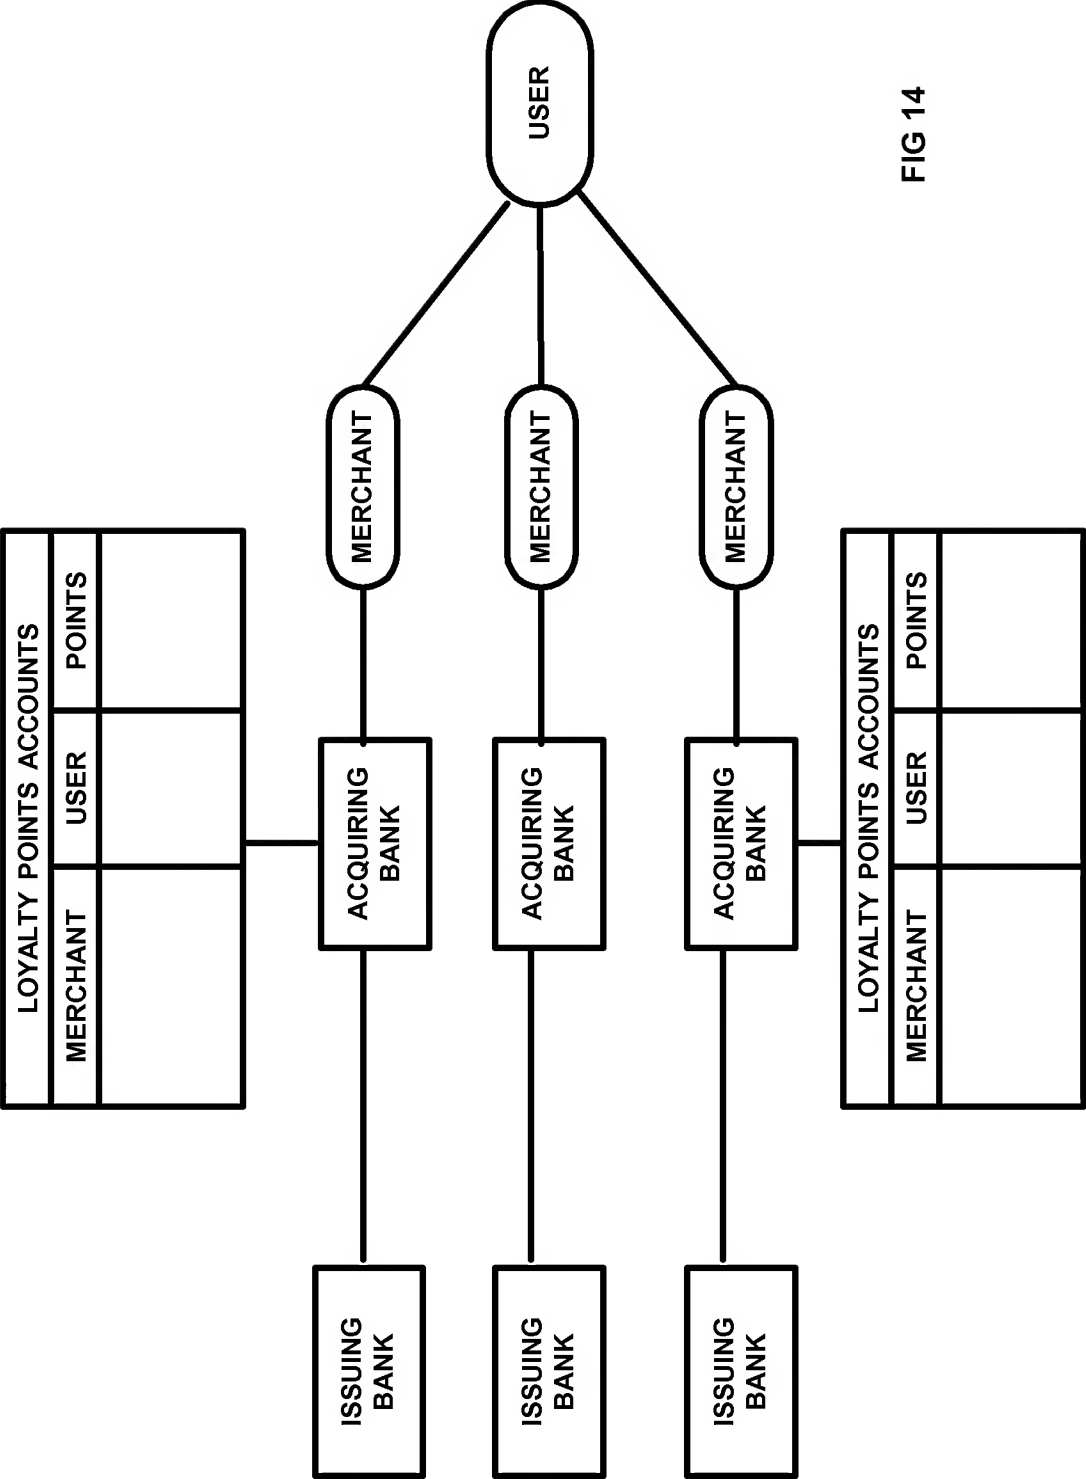 LOYALTY POINTS ACCOUNTS
MERCHANT
USER
POINTS
ISSUING
BANK
ACQUIRING
BANK
MERCHANT
ISSUING
BANK
ACQUIRING
BANK
MERCHANT
USER
ISSUING
BANK
ACQUIRING
BANK
MERCHANT
LOYALTY POINTS ACCOUNTS
MERCHANT
USER
POINTS
FIG 14